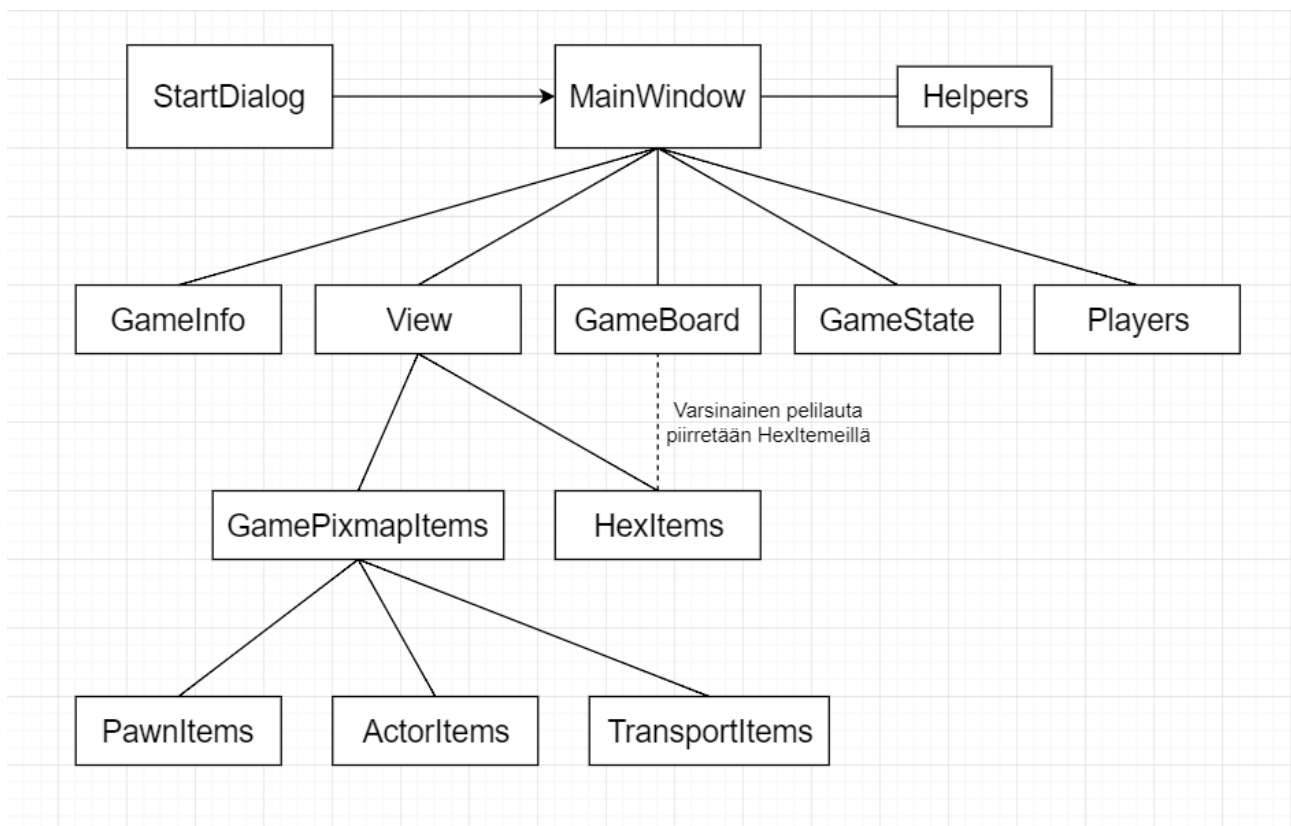 StartDialog
MainWindow
Helpers
GameInfo
View
GameBoard
GameState
Players
Varsinainen pelilauta
piirretään HexItemeillä
GamePixmapItems
HexItems
PawnItems
ActorItems
TransportItems